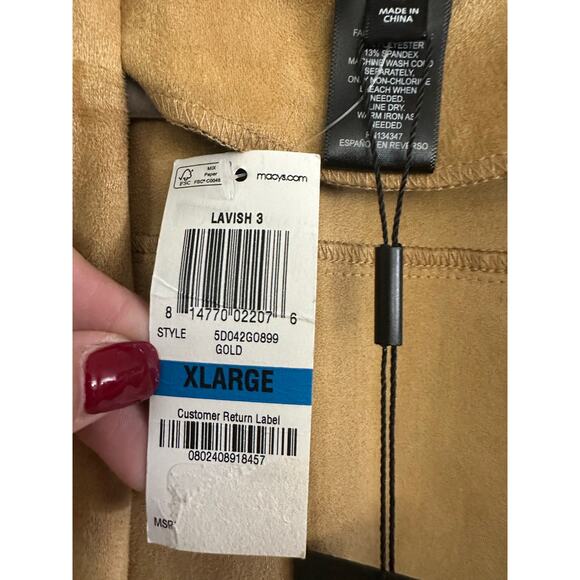 MADE IN
CHINA
13% SPANDEX
MACHINE WASH COLD
SEPARATELY.
ONLY NON-CHLORINE
BLEACH WHEN
NEEDED.
LINE DRY.
WARM IRON AS
NEEDED
134347
ESPAÑOL EN REVERSO
FSC
MIX
Paper
macys.com
LAVISH 3
8 14770 02207 6
STYLE 5D042GO899
GOLD
XLARGE
Customer Return Label
0802408918457